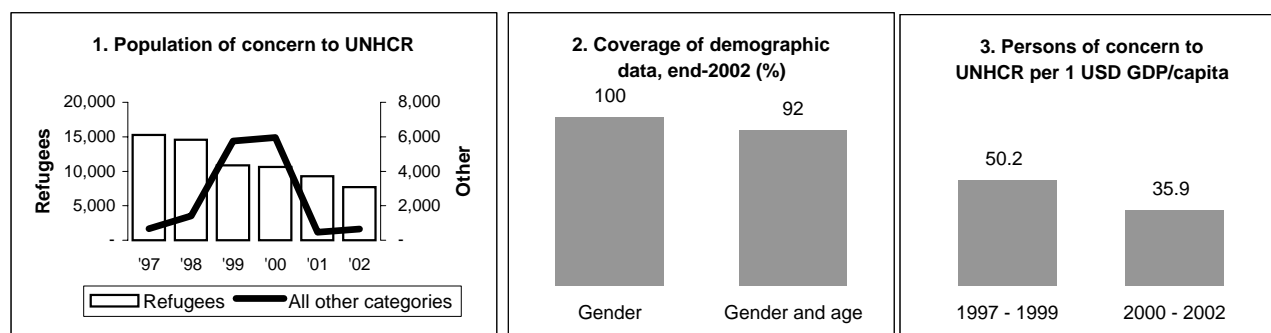 1. Population of concern to UNHCR
20,000
15,000
10,000
5,000
-
Refugees
8,000
6,000
4,000
2,000
-
Other
'97 '98 '99 '00 '01 '02
Refugees All other categories
2. Coverage of demographic
data, end-2002 (%)
100
92
Gender Gender and age
3. Persons of concern to
UNHCR per 1 USD GDP/capita
50.2
35.9
1997 - 1999 2000 - 2002